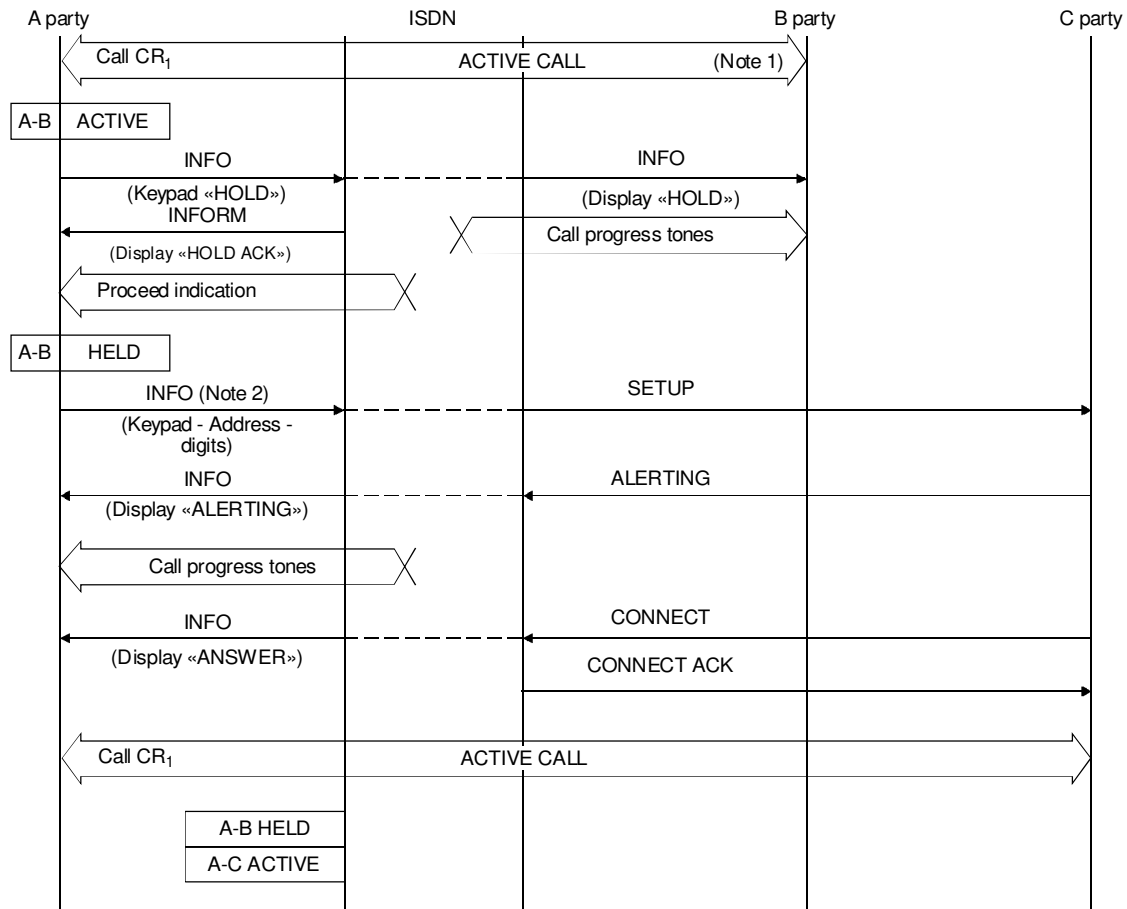 A party ISDN B party C party
Call CR1 ACTIVE CALL (Note 1)
A-B ACTIVE
INFO INFO
(Keypad «HOLD») (Display «HOLD»)
INFORM
Call progress tones
(Display «HOLD ACK»)
Proceed indication
A-B HELD
INFO (Note 2) SETUP
(Keypad - Address -
digits)
INFO ALERTING
(Display «ALERTING»)
Call progress tones
INFO CONNECT
(Display «ANSWER») CONNECT ACK
Call CR1 ACTIVE CALL
A-B HELD
A-C ACTIVE